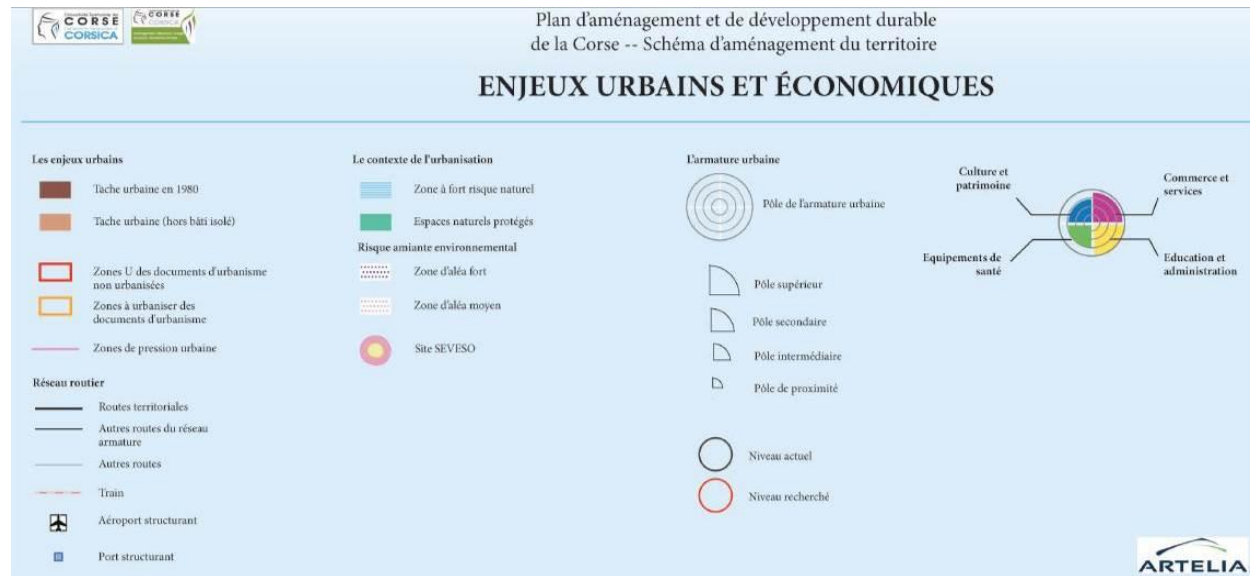 CORSE
CORSICA
CORSE
CORSICA
Plan d'aménagement et de développement durable
de la Corse -- Schéma d'aménagement du territoire
ENJEUX URBAINS ET ÉCONOMIQUES
Les enjeux urbains
Tache urbaine en 1980
Tache urbaine (hors bâti isolé)
Zones U des documents d'urbanisme
non urbanisées
Zones à urbaniser des
documents d'urbanisme
Zones de pression urbaine
Réseau routier
Routes territoriales
Autres routes du réseau
armature
Autres routes
Train
Aéroport structurant
Port structurant
Le contexte de l'urbanisation
Zone à fort risque naturel
Espaces naturels protégés
Risque amiante environnemental
Zone d'aléa fort
Zone d'aléa moyen
Site SEVESO
L'armature urbaine
Pôle de l'armature urbaine
Pôle supérieur
Pôle secondaire
Pôle intermédiaire
Pôle de proximité
Niveau actuel
Niveau recherché
Culture et
patrimoine
Commerce et
services
Equipements de
santé
Education et
administration
ARTELIA